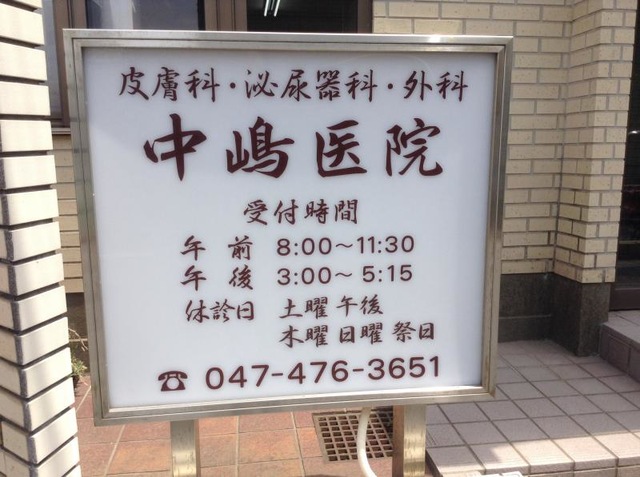 皮膚科・泌尿器科・外科
中嶋医院
受付時間
午前 8:00～11:30
午後 3:00～5:15
休診日 土曜午後
木曜 日曜 祭日
☎ 047-476-3651